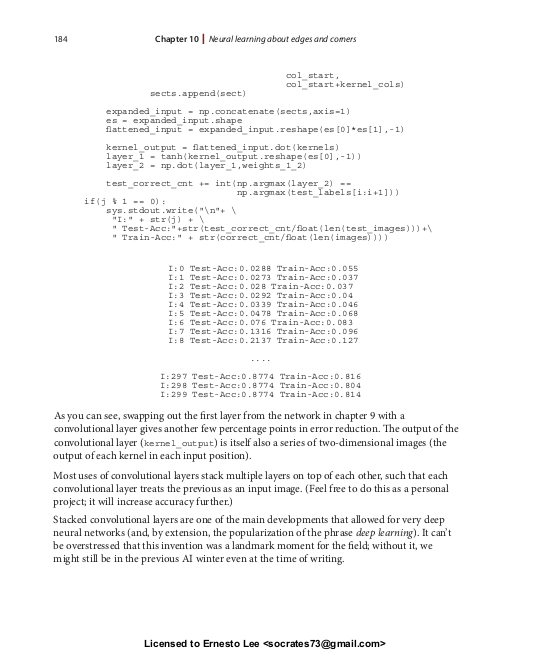 184
Chapter 10 | Neural learning about edges and corners
col_start,
col_start+kernel_cols)
sects.append(sect)
expanded_input = np.concatenate(sects,axis=1)
es = expanded_input.shape
flattened_input = expanded_input.reshape(es[0]*es[1],-1)
kernel_output = flattened_input.dot(kernels)
layer_1 = tanh(kernel_output.reshape(es[0],-1))
layer_2 = np.dot(layer_1,weights_1_2)
test_correct_cnt += int(np.argmax(layer_2) ==
np.argmax(test_labels[i:i+1]))
if(j % 1 == 0):
sys.stdout.write("\n"+ \
"I:" + str(j) + \
" Test-Acc:"+str(test_correct_cnt/float(len(test_images)))+\
" Train-Acc:" + str(correct_cnt/float(len(images))))
I:0 Test-Acc:0.0288 Train-Acc:0.055
I:1 Test-Acc:0.0273 Train-Acc:0.037
I:2 Test-Acc:0.028 Train-Acc:0.037
I:3 Test-Acc:0.0292 Train-Acc:0.04
I:4 Test-Acc:0.0339 Train-Acc:0.046
I:5 Test-Acc:0.0478 Train-Acc:0.068
I:6 Test-Acc:0.076 Train-Acc:0.083
I:7 Test-Acc:0.1316 Train-Acc:0.096
I:8 Test-Acc:0.2137 Train-Acc:0.127
....
I:297 Test-Acc:0.8774 Train-Acc:0.816
I:298 Test-Acc:0.8774 Train-Acc:0.804
I:299 Test-Acc:0.8774 Train-Acc:0.814
As you can see, swapping out the first layer from the network in chapter 9 with a
convolutional layer gives another few percentage points in error reduction. The output of the
convolutional layer (kernel_output) is itself also a series of two-dimensional images (the
output of each kernel in each input position).
Most uses of convolutional layers stack multiple layers on top of each other, such that each
convolutional layer treats the previous as an input image. (Feel free to do this as a personal
project; it will increase accuracy further.)
Stacked convolutional layers are one of the main developments that allowed for very deep
neural networks (and, by extension, the popularization of the phrase deep learning). It can't
be overstressed that this invention was a landmark moment for the field; without it, we
might still be in the previous AI winter even at the time of writing.
Licensed to Ernesto Lee <socrates73@gmail.com>